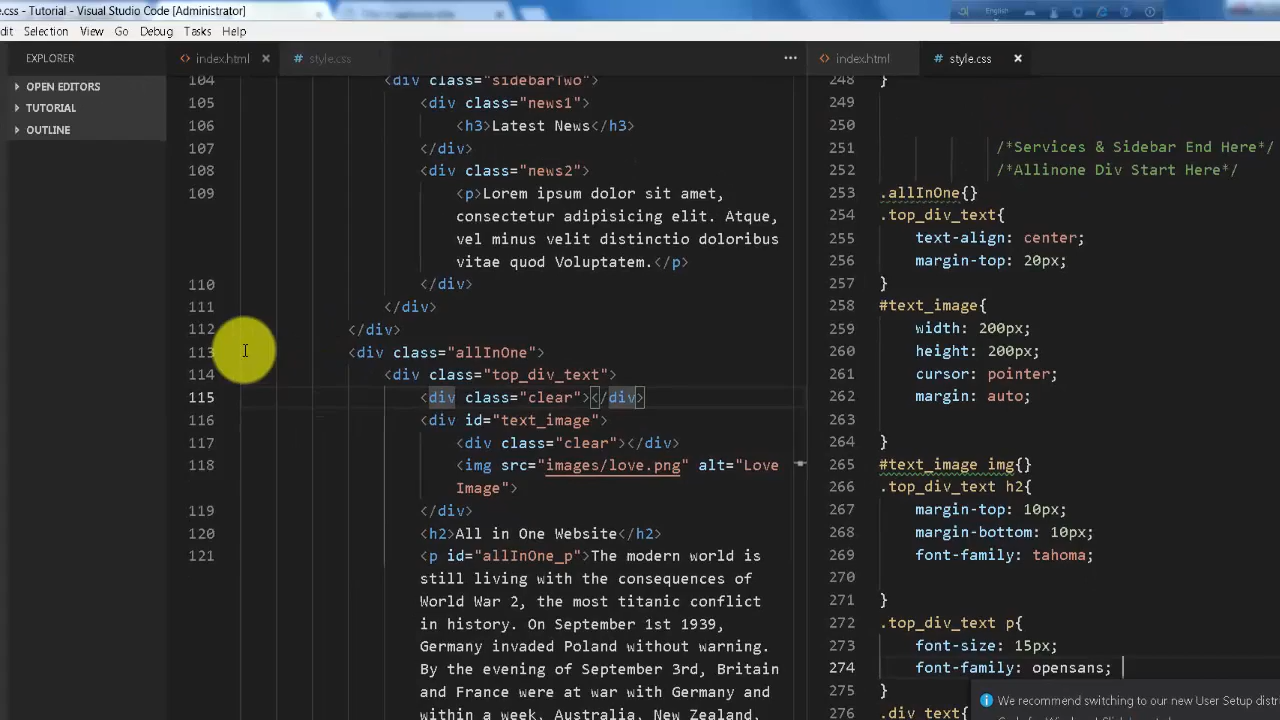 .css - Tutorial - Visual Studio Code [Administrator]
English
dit Selection View Go Debug Tasks Help
EXPLORER
OPEN EDITORS
TUTORIAL
OUTLINE
<> index.html ×
# style.css
...
104 <div class="sidebarTwo>
105 <div class="news1">
106 <h3>Latest News</h3>
107 </div>
108 <div class="news2">
109 <p>Lorem ipsum dolor sit amet,
consectetur adipisicing elit. Atque,
vel minus velit distinctio doloribus
vitae quod Voluptatem.</p>
110 </div>
111 </div>
112 </div>
113 <div class="allInOne">
114 <div class="top_div_text">
115 <div class="clear"></div>
116 <div id="text_image">
117 <div class="clear"></div>
118 <img src="images/love.png" alt="Love
Image">
119 </div>
120 <h2>All in One Website</h2>
121 <p id="allInOne_p">The modern world is
still living with the consequences of
World War 2, the most titanic conflict
in history. On September 1st 1939,
Germany invaded Poland without warning.
By the evening of September 3rd, Britain
and France were at war with Germany and
within a week, Australia, New Zealand,
<> index.html
# style.css ×
248 }
249
250
251 /*Services & Sidebar End Here*/
252 /*Allinone Div Start Here*/
253 .allInOne{}
254 .top_div_text{
255 text-align: center;
256 margin-top: 20px;
257 }
258 #text_image{
259 width: 200px;
260 height: 200px;
261 cursor: pointer;
262 margin: auto;
263
264 }
265 #text_image img{}
266 .top_div_text h2{
267 margin-top: 10px;
268 margin-bottom: 10px;
269 font-family: tahoma;
270
271 }
272 .top_div_text p{
273 font-size: 15px;
274 font-family: opensans;
275 }
276 .div_text{
We recommend switching to our new User Setup dist